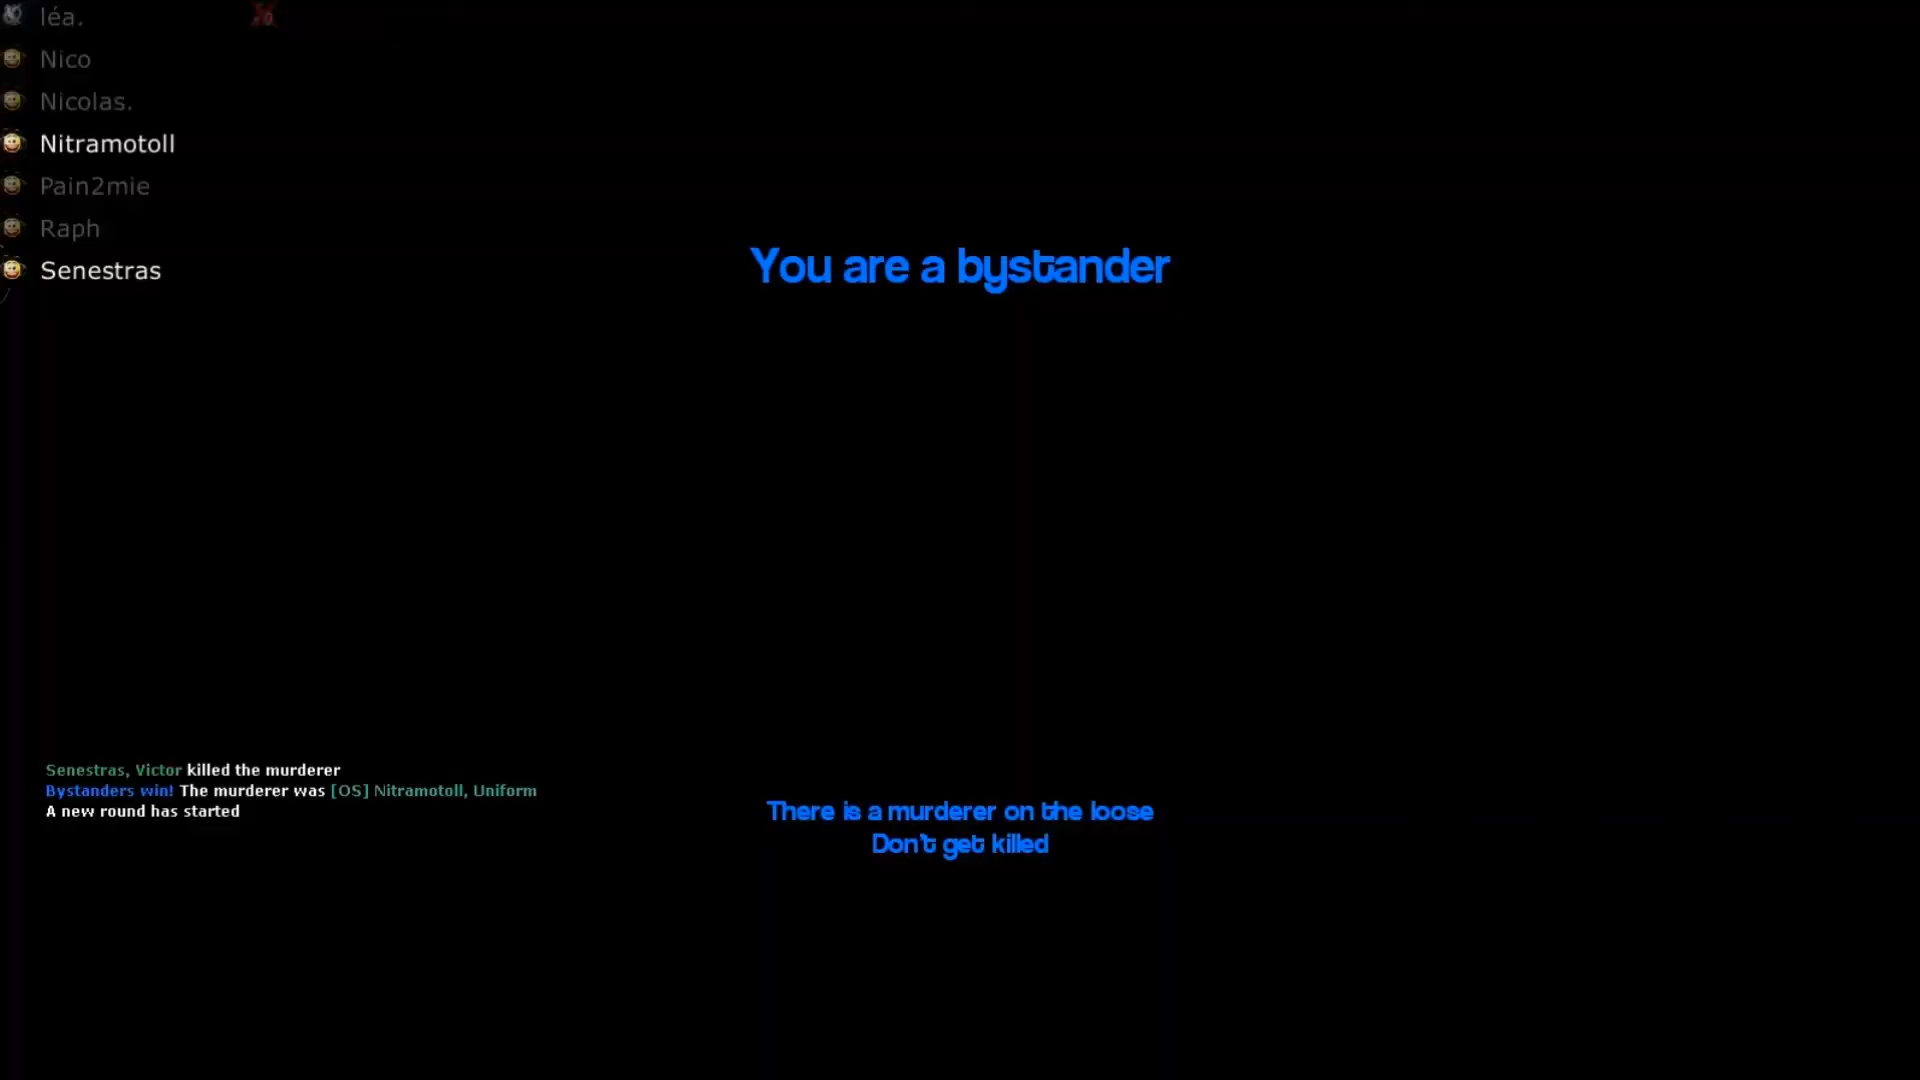 léa.
Nico
Nicolas.
Nitramotoll
Pain2mie
Raph
Senestras
You are a bystander
Senestras, Victor killed the murderer
Bystanders win! The murderer was [OS] Nitramotoll, Uniform
A new round has started
There is a murderer on the loose
Don't get killed